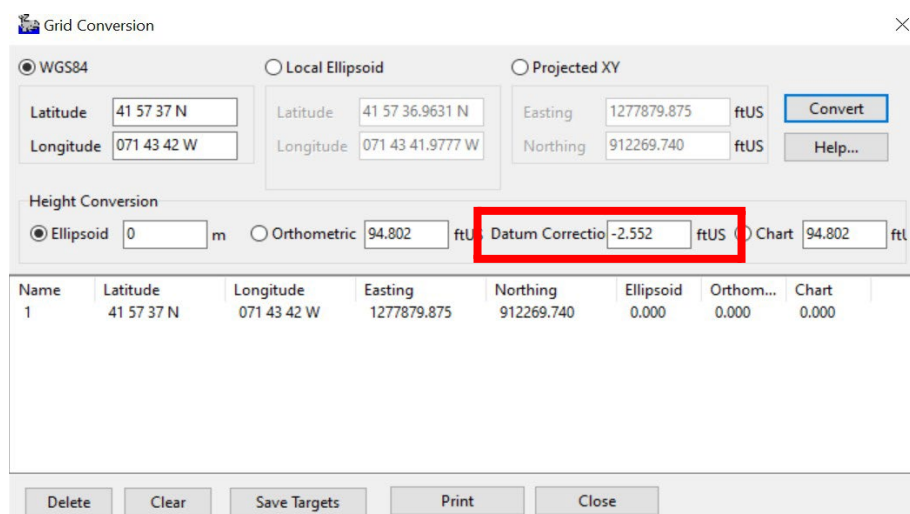 Grid Conversion
WGS84 Local Ellipsoid Projected XY
Latitude 41 57 37 N Latitude 41 57 36.9631 N Easting 1277879.875 ftUS Convert
Longitude 071 43 42 W Longitude 071 43 41.9777 W Northing 912269.740 ftUS Help...
Height Conversion
Ellipsoid 0 m Orthometric 94.802 ftUS Datum Correctio -2.552 ftUS Chart 94.802 ftU
Name Latitude Longitude Easting Northing Ellipsoid Orthom... Chart
1 41 57 37 N 071 43 42 W 1277879.875 912269.740 0.000 0.000 0.000
Delete Clear Save Targets Print Close